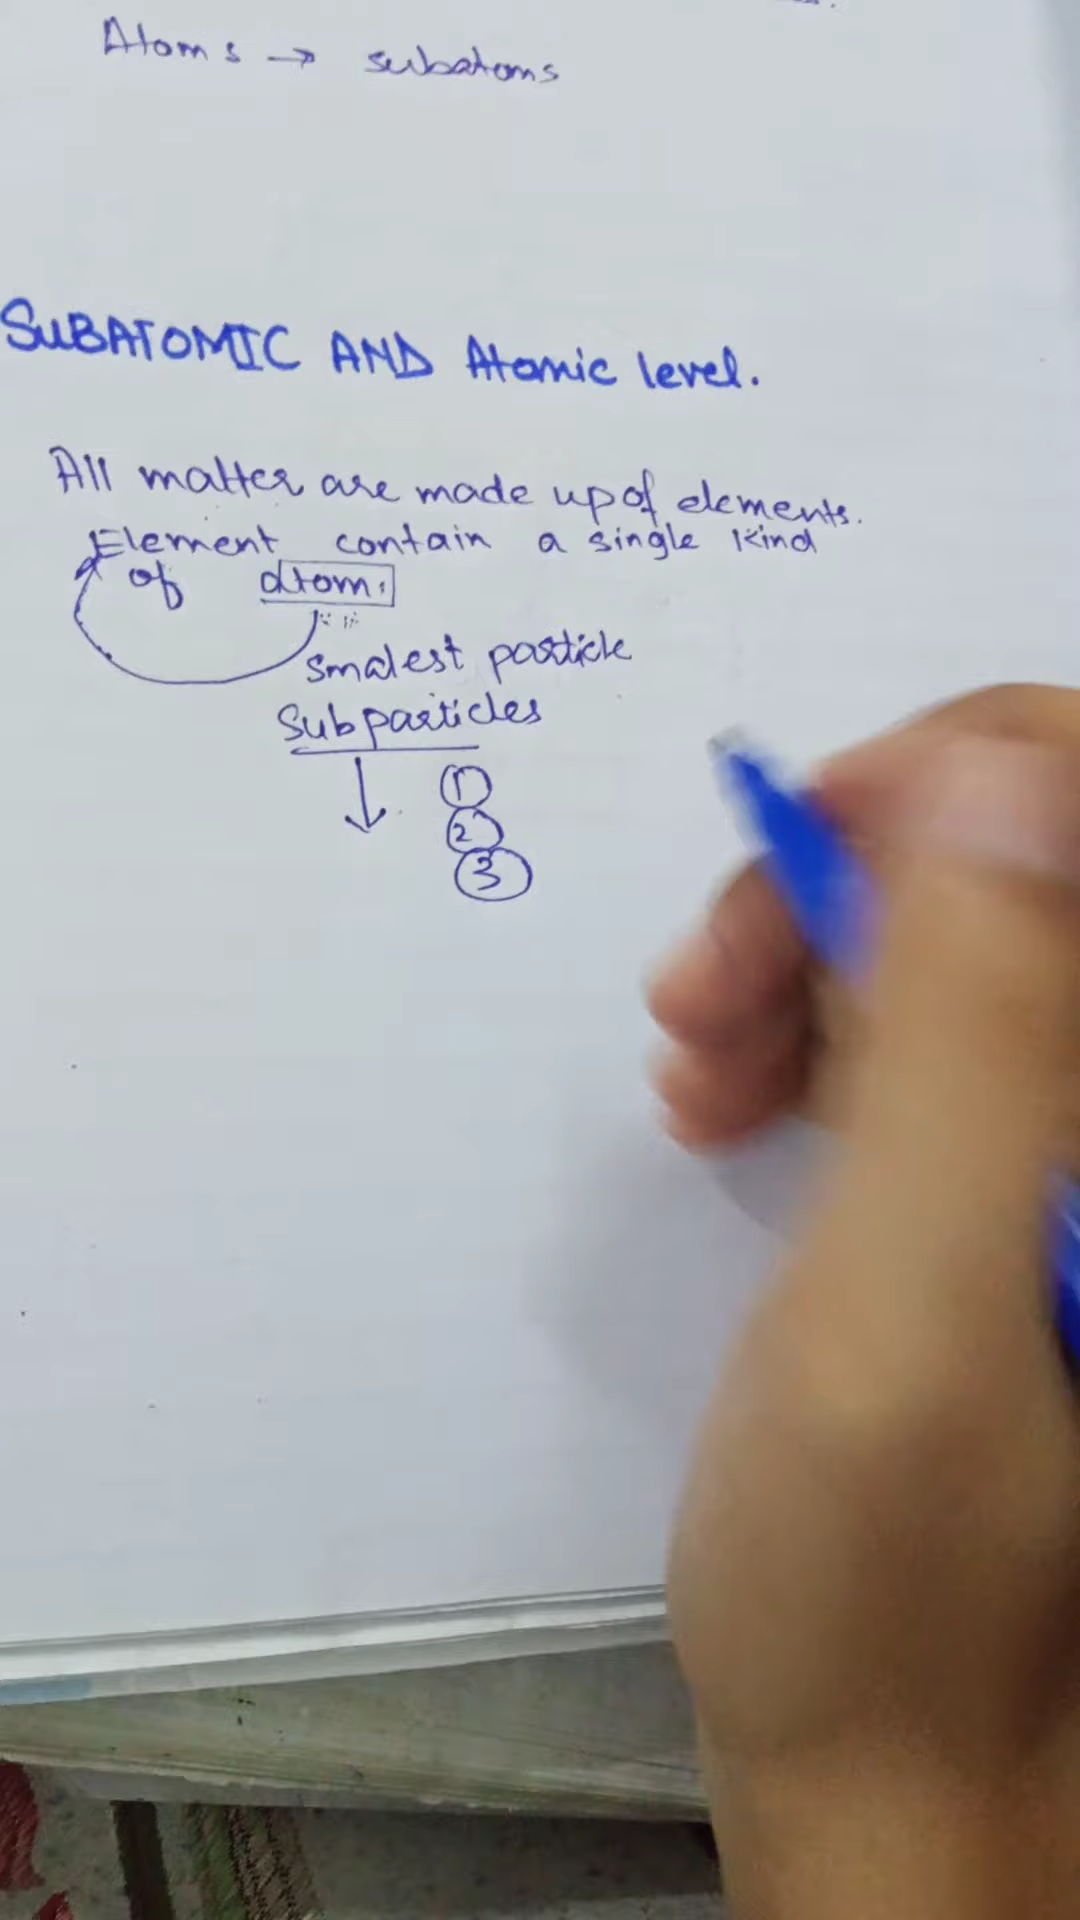 Atoms → subatoms
SUBATOMIC AND Atomic level.
All matter are made up of elements.
Element contain a single kind
of atom.
smalest particle
Subparticles
↓ 1
2
3